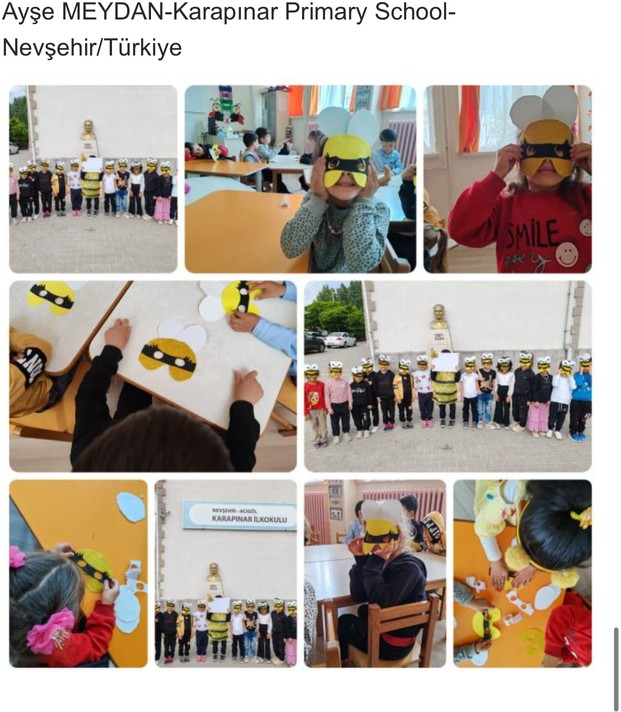 Ayşe MEYDAN-Karapınar Primary School-
Nevşehir/Türkiye
SMiLE
NEVŞEHİR - ACIGÖL
KARAPINAR İLKOKULU